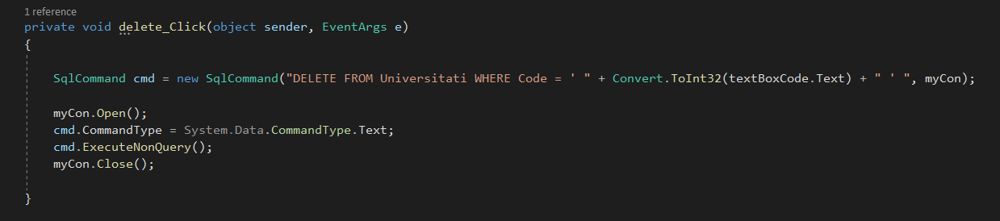 1 reference
private void delete_Click(object sender, EventArgs e)
{
SqlCommand cmd = new SqlCommand("DELETE FROM Universitati WHERE Code = ' " + Convert.ToInt32(textBoxCode.Text) + " ' ", myCon);
myCon.Open();
cmd.CommandType = System.Data.CommandType.Text;
cmd.ExecuteNonQuery();
myCon.Close();
}